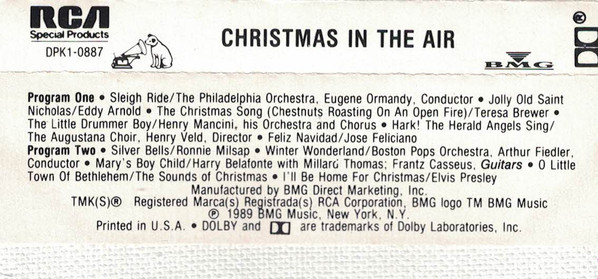 RCA
Special Products
DPK1-0887
CHRISTMAS IN THE AIR
BMG
®
Program One • Sleigh Ride/The Philadelphia Orchestra, Eugene Ormandy, Conductor • Jolly Old Saint
Nicholas/Eddy Arnold • The Christmas Song (Chestnuts Roasting On An Open Fire)/Teresa Brewer •
The Little Drummer Boy/Henry Mancini, his Orchestra and Chorus • Hark! The Herald Angels Sing/
The Augustana Choir, Henry Veld, Director • Feliz Navidad/Jose Feliciano
Program Two • Silver Bells/Ronnie Milsap • Winter Wonderland/Boston Pops Orchestra, Arthur Fiedler,
Conductor • Mary's Boy Child/Harry Belafonte with Millard Thomas; Frantz Casseus, Guitars • O Little
Town Of Bethlehem/The Sounds of Christmas • I'll Be Home For Christmas/Elvis Presley
Manufactured by BMG Direct Marketing, Inc.
TMK(S)® Registered Marca(s) Registrada(s) RCA Corporation, BMG logo TM BMG Music
℗ 1989 BMG Music, New York, N.Y.
Printed in U.S.A. • DOLBY and are trademarks of Dolby Laboratories, Inc.